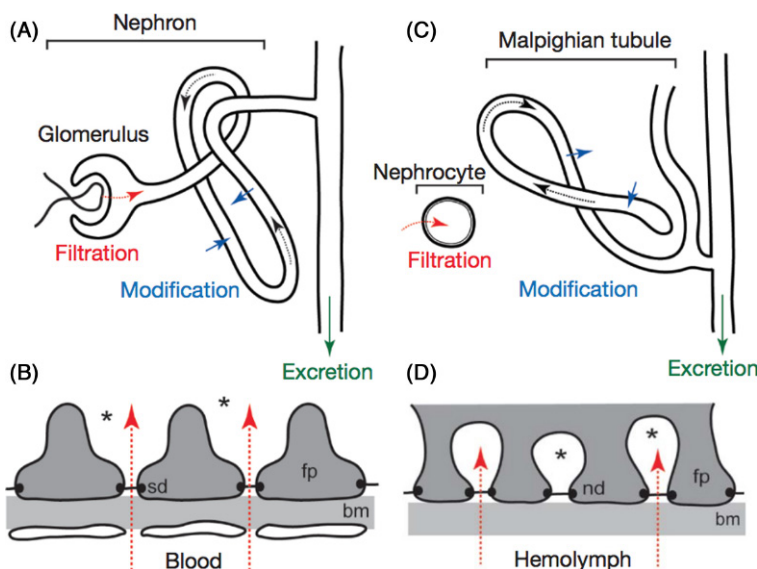 (A)
Nephron
Glomerulus
Filtration
Modification
Excretion
(B)
*
*
sd
fp
bm
Blood
(C)
Malpighian tubule
Nephrocyte
Filtration
Modification
Excretion
(D)
*
*
nd
fp
bm
Hemolymph